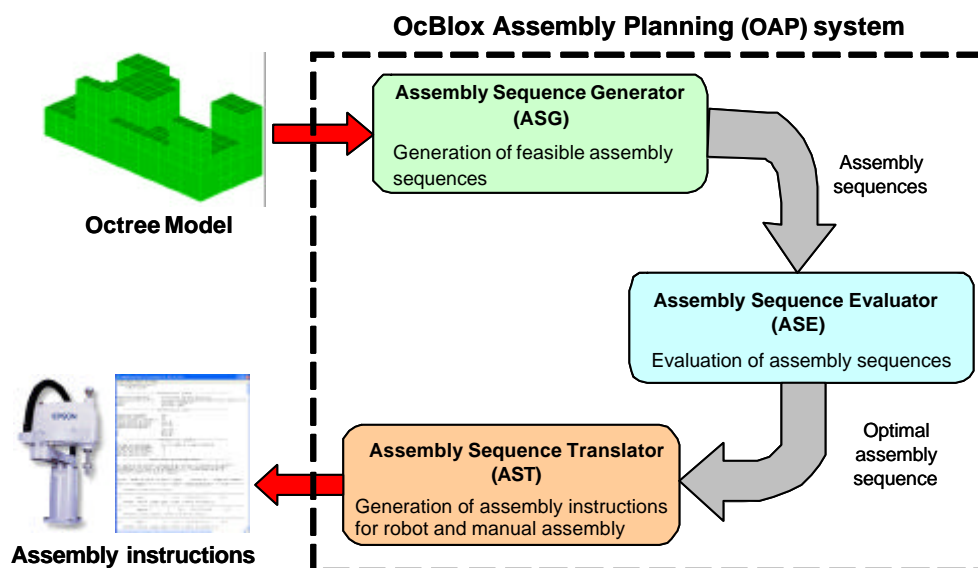 OcBlox Assembly Planning (OAP) system
Assembly Sequence Generator
(ASG)
Generation of feasible assembly
sequences
Octree Model
Assembly
sequences
Assembly Sequence Evaluator
(ASE)
Evaluation of assembly sequences
Optimal
assembly
sequence
Assembly Sequence Translator
(AST)
Generation of assembly instructions
for robot and manual assembly
EPSON
Assembly instructions